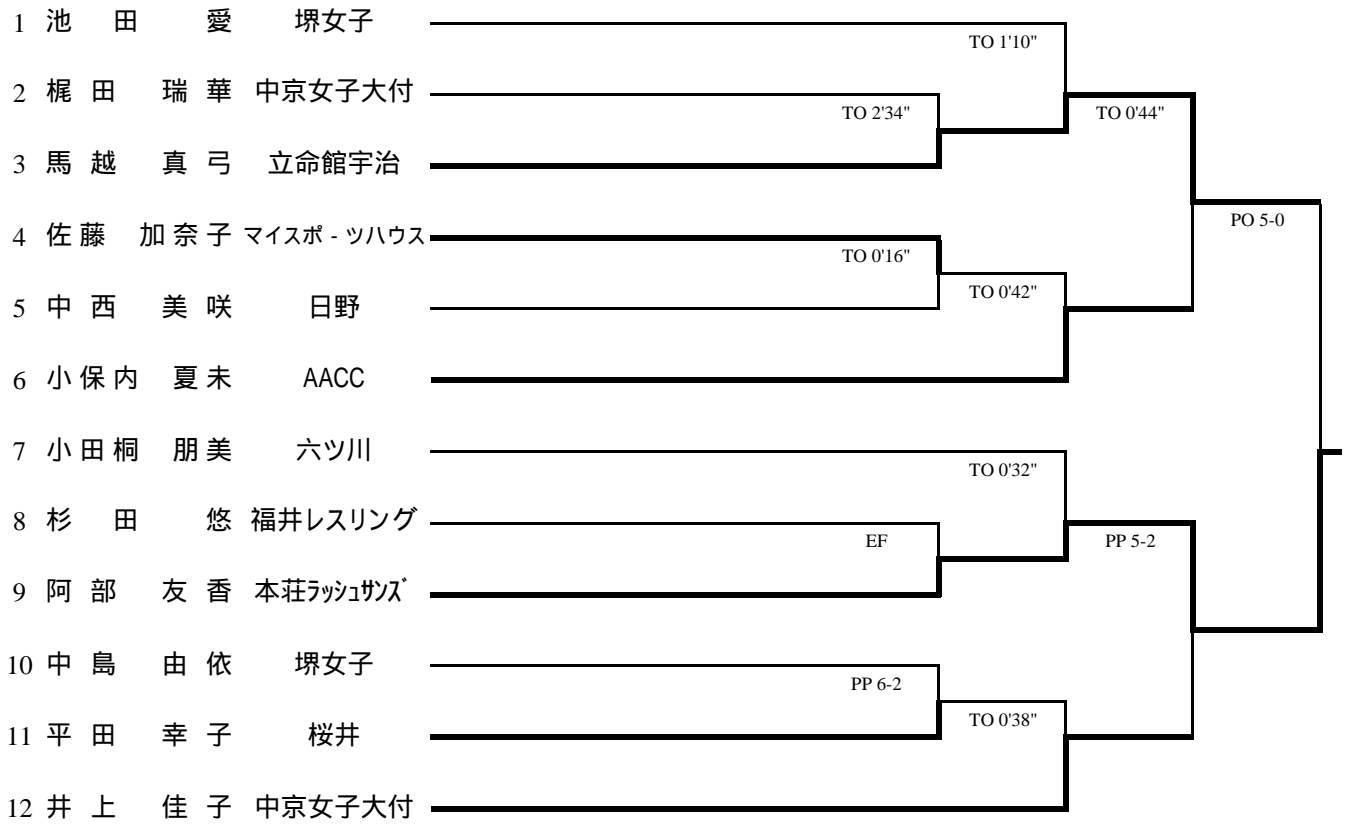 1 池田 愛 堺女子
TO 1'10"
2 梶田 瑞華 中京女子大付
TO 2'34"
TO 0'44"
3 馬越 真弓 立命館宇治
4 佐藤 加奈子 マイスポ-ツハウス
PO 5-0
TO 0'16"
5 中西 美咲 日野
TO 0'42"
6 小保内 夏未 AACC
7 小田桐 朋美 六ツ川
TO 0'32"
8 杉田 悠 福井レスリング
EF
PP 5-2
9 阿部 友香 本荘ラッシュサンズ
10 中島 由依 堺女子
PP 6-2
11 平田 幸子 桜井
TO 0'38"
12 井上 佳子 中京女子大付